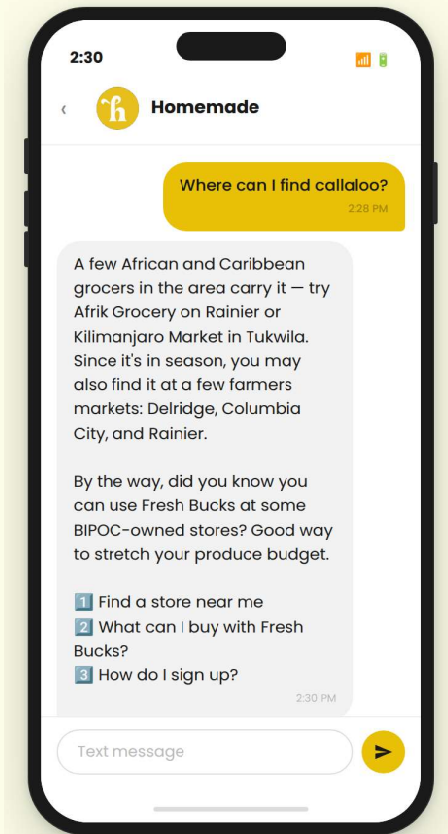 2:30
‹ h Homemade
Where can I find callaloo?
2:28 PM
A few African and Caribbean
grocers in the area carry it — try
Afrik Grocery on Rainier or
Kilimanjaro Market in Tukwila.
Since it's in season, you may
also find it at a few farmers
markets: Delridge, Columbia
City, and Rainier.
By the way, did you know you
can use Fresh Bucks at some
BIPOC-owned stores? Good way
to stretch your produce budget.
1 Find a store near me
2 What can I buy with Fresh
Bucks?
3 How do I sign up?
2:30 PM
Text message